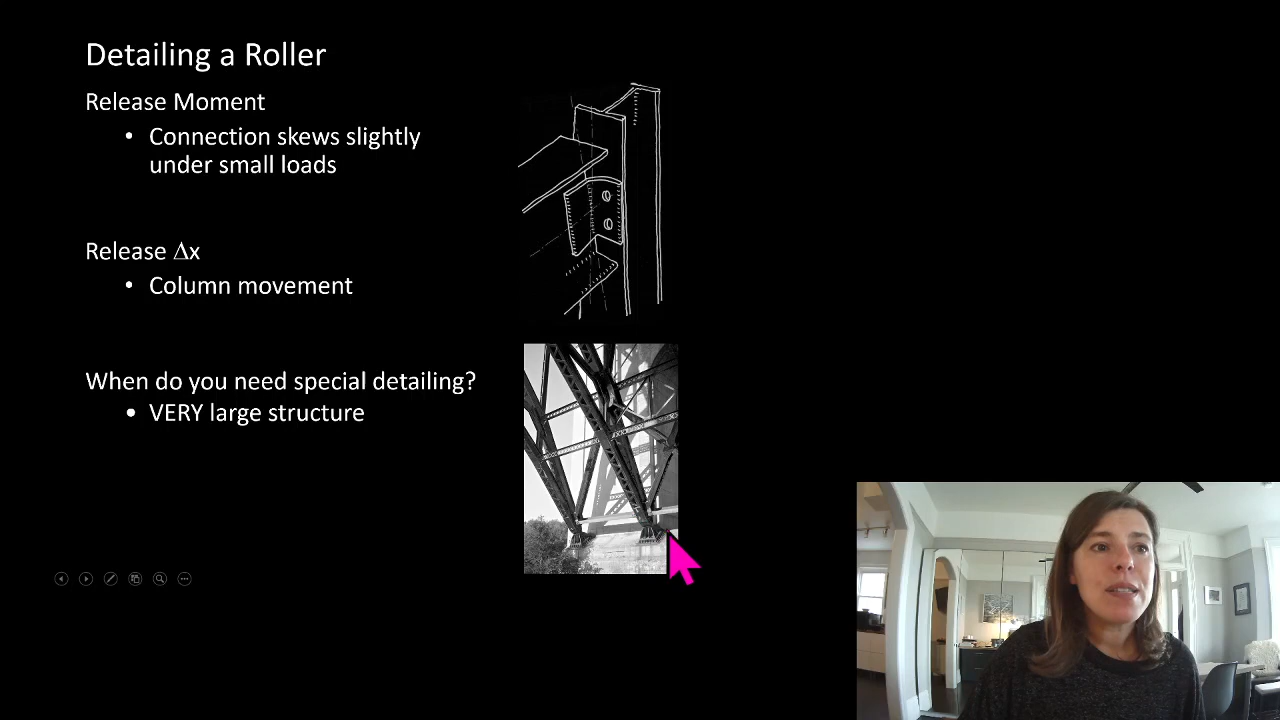 Detailing a Roller
Release Moment
• Connection skews slightly
under small loads
Release Δx
• Column movement
When do you need special detailing?
• VERY large structure